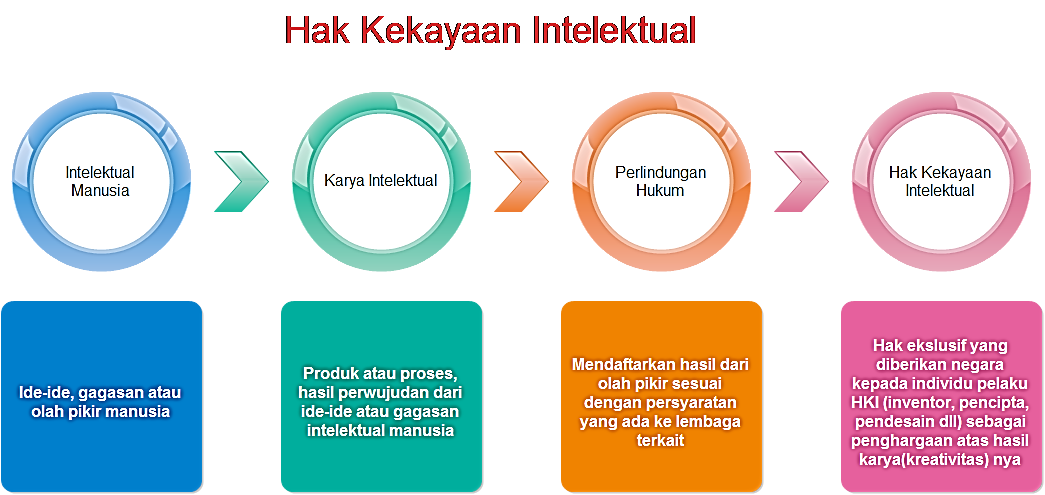 Hak Kekayaan Intelektual
Intelektual
Manusia
Karya Intelektual
Perlindungan
Hukum
Hak Kekayaan
Intelektual
Ide-ide, gagasan atau
olah pikir manusia
Produk atau proses,
hasil perwujudan dari
ide-ide atau gagasan
intelektual manusia
Mendaftarkan hasil dari
olah pikir sesuai
dengan persyaratan
yang ada ke lembaga
terkait
Hak ekslusif yang
diberikan negara
kepada individu pelaku
HKI (inventor, pencipta,
pendesain dll) sebagai
penghargaan atas hasil
karya(kreativitas) nya